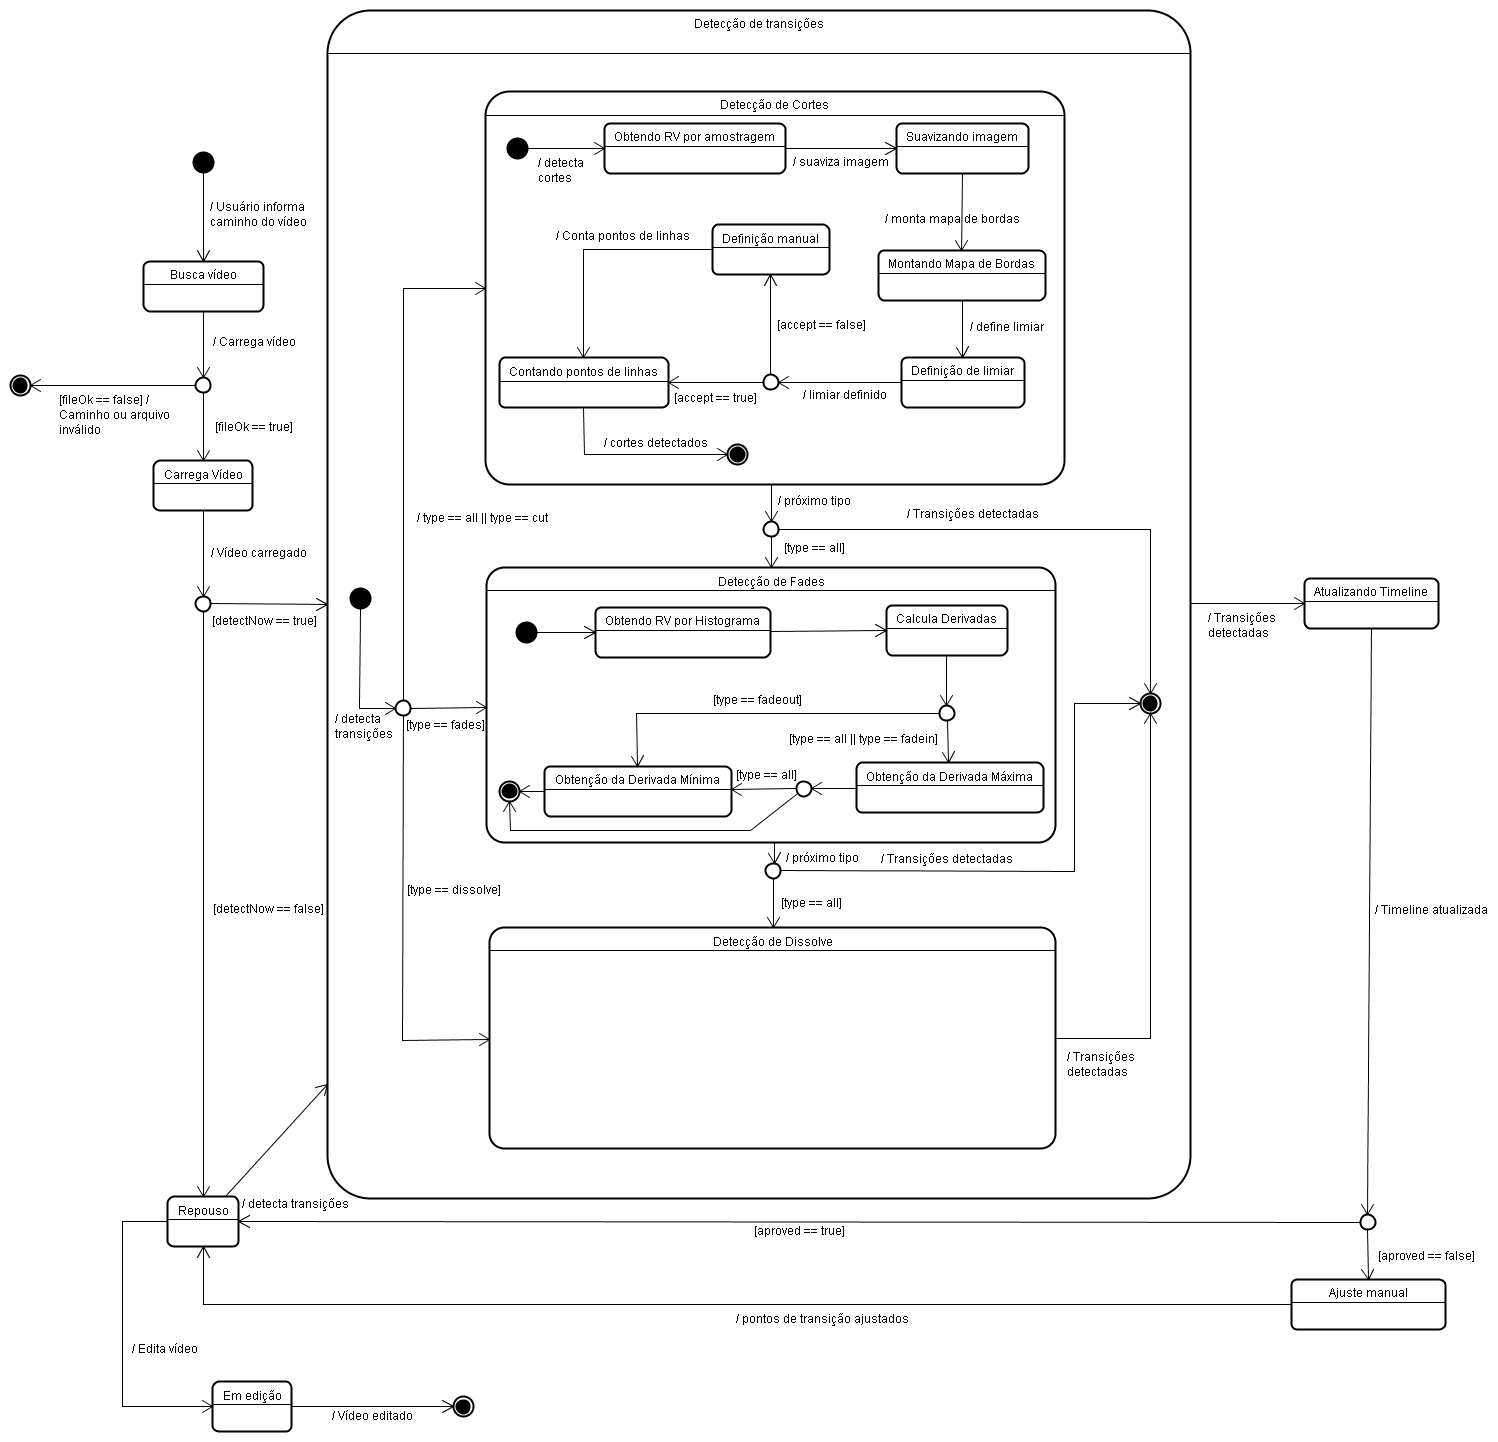 Detecção de transições
Detecção de Cortes
Obtendo RV por amostragem
Suavizando imagem
/ detecta
cortes
/ suaviza imagem
/ monta mapa de bordas
/ Conta pontos de linhas
Definição manual
Montando Mapa de Bordas
[accept == false]
/ define limiar
Contando pontos de linhas
Definição de limiar
[accept == true]
/ limiar definido
/ cortes detectados
/ Usuário informa
caminho do vídeo
Busca vídeo
/ Carrega vídeo
[fileOk == false] /
Caminho ou arquivo
inválido
[fileOk == true]
Carrega Vídeo
/ Vídeo carregado
[detectNow == true]
/ type == all || type == cut
/ próximo tipo
/ Transições detectadas
[type == all]
Detecção de Fades
Obtendo RV por Histograma
Calcula Derivadas
/ detecta
transições
[type == fades]
[type == fadeout]
[type == all || type == fadein]
Obtenção da Derivada Mínima
[type == all]
Obtenção da Derivada Máxima
/ Transições
detectadas
Atualizando Timeline
/ próximo tipo
/ Transições detectadas
[type == dissolve]
[type == all]
[detectNow == false]
/ Timeline atualizada
Detecção de Dissolve
/ Transições
detectadas
Repouso
/ detecta transições
[aproved == true]
[aproved == false]
Ajuste manual
/ pontos de transição ajustados
/ Edita vídeo
Em edição
/ Vídeo editado